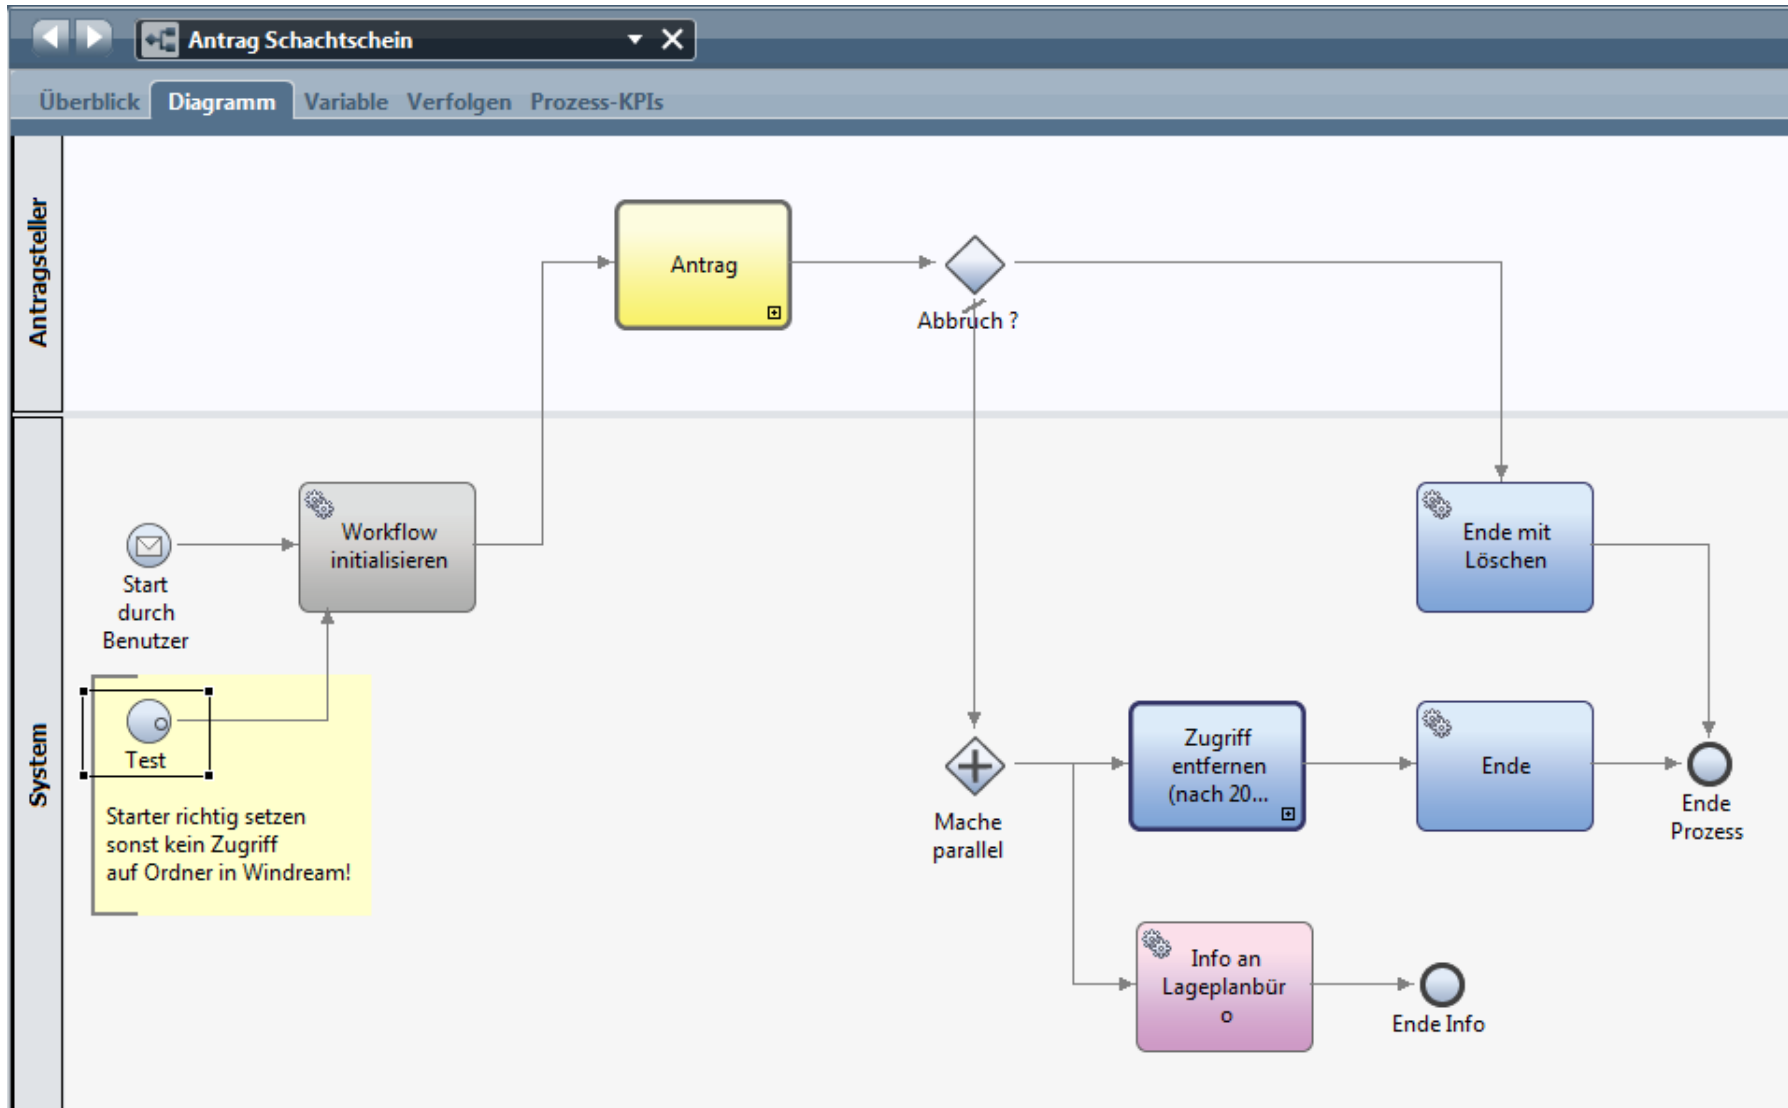 Antrag Schachtschein
Überblick Diagramm Variable Verfolgen Prozess-KPIs
Antragsteller
Antrag
Abbruch ?
System
Start
durch
Benutzer
Workflow
initialisieren
Ende mit
Löschen
Test
Starter richtig setzen
sonst kein Zugriff
auf Ordner in Windream!
Mache
parallel
Zugriff
entfernen
(nach 20...
Ende
Ende
Prozess
Info an
Lageplanbür
o
Ende Info